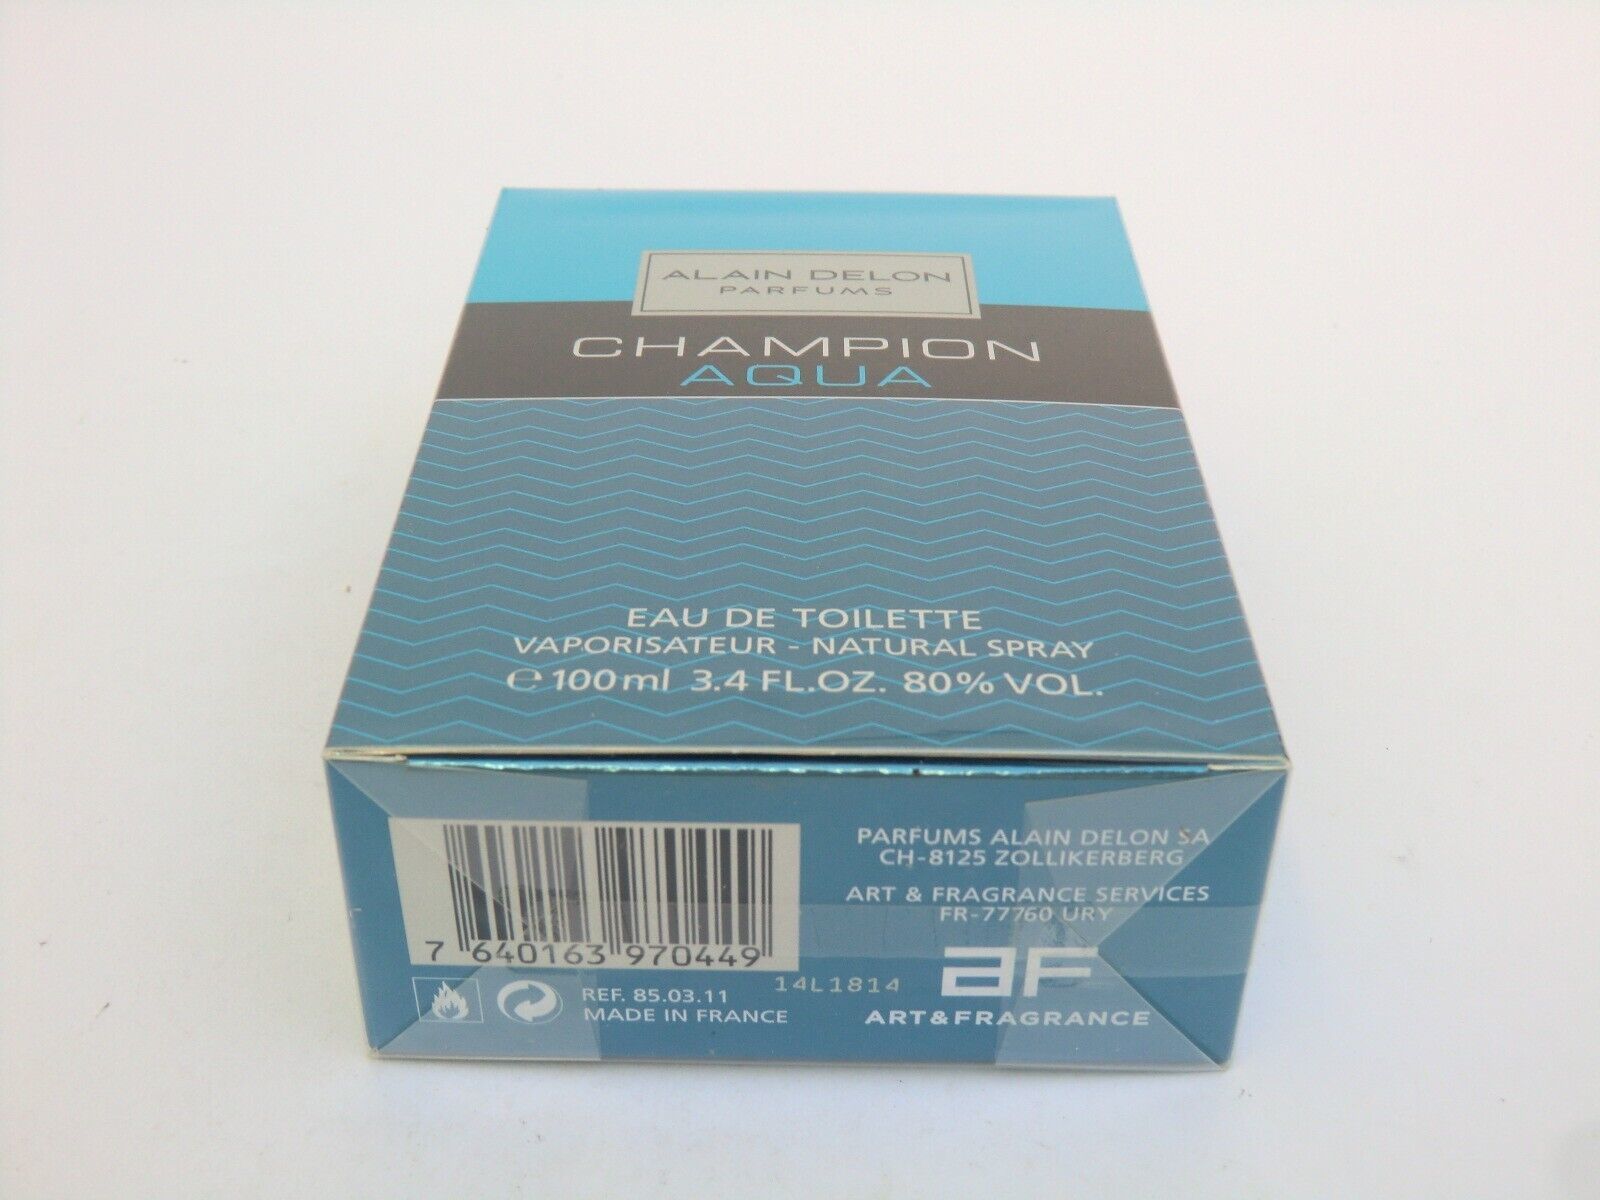 ALAIN DELON
PARFUMS
CHAMPION
AQUA
EAU DE TOILETTE
VAPORISATEUR - NATURAL SPRAY
℮ 100 ml 3.4 FL.OZ. 80% VOL.
PARFUMS ALAIN DELON SA
CH-8125 ZOLLIKERBERG
ART & FRAGRANCE SERVICES
FR-77760 URY
7 640163 970449
REF. 85.03.11
MADE IN FRANCE
14L1814
aF
ART&FRAGRANCE